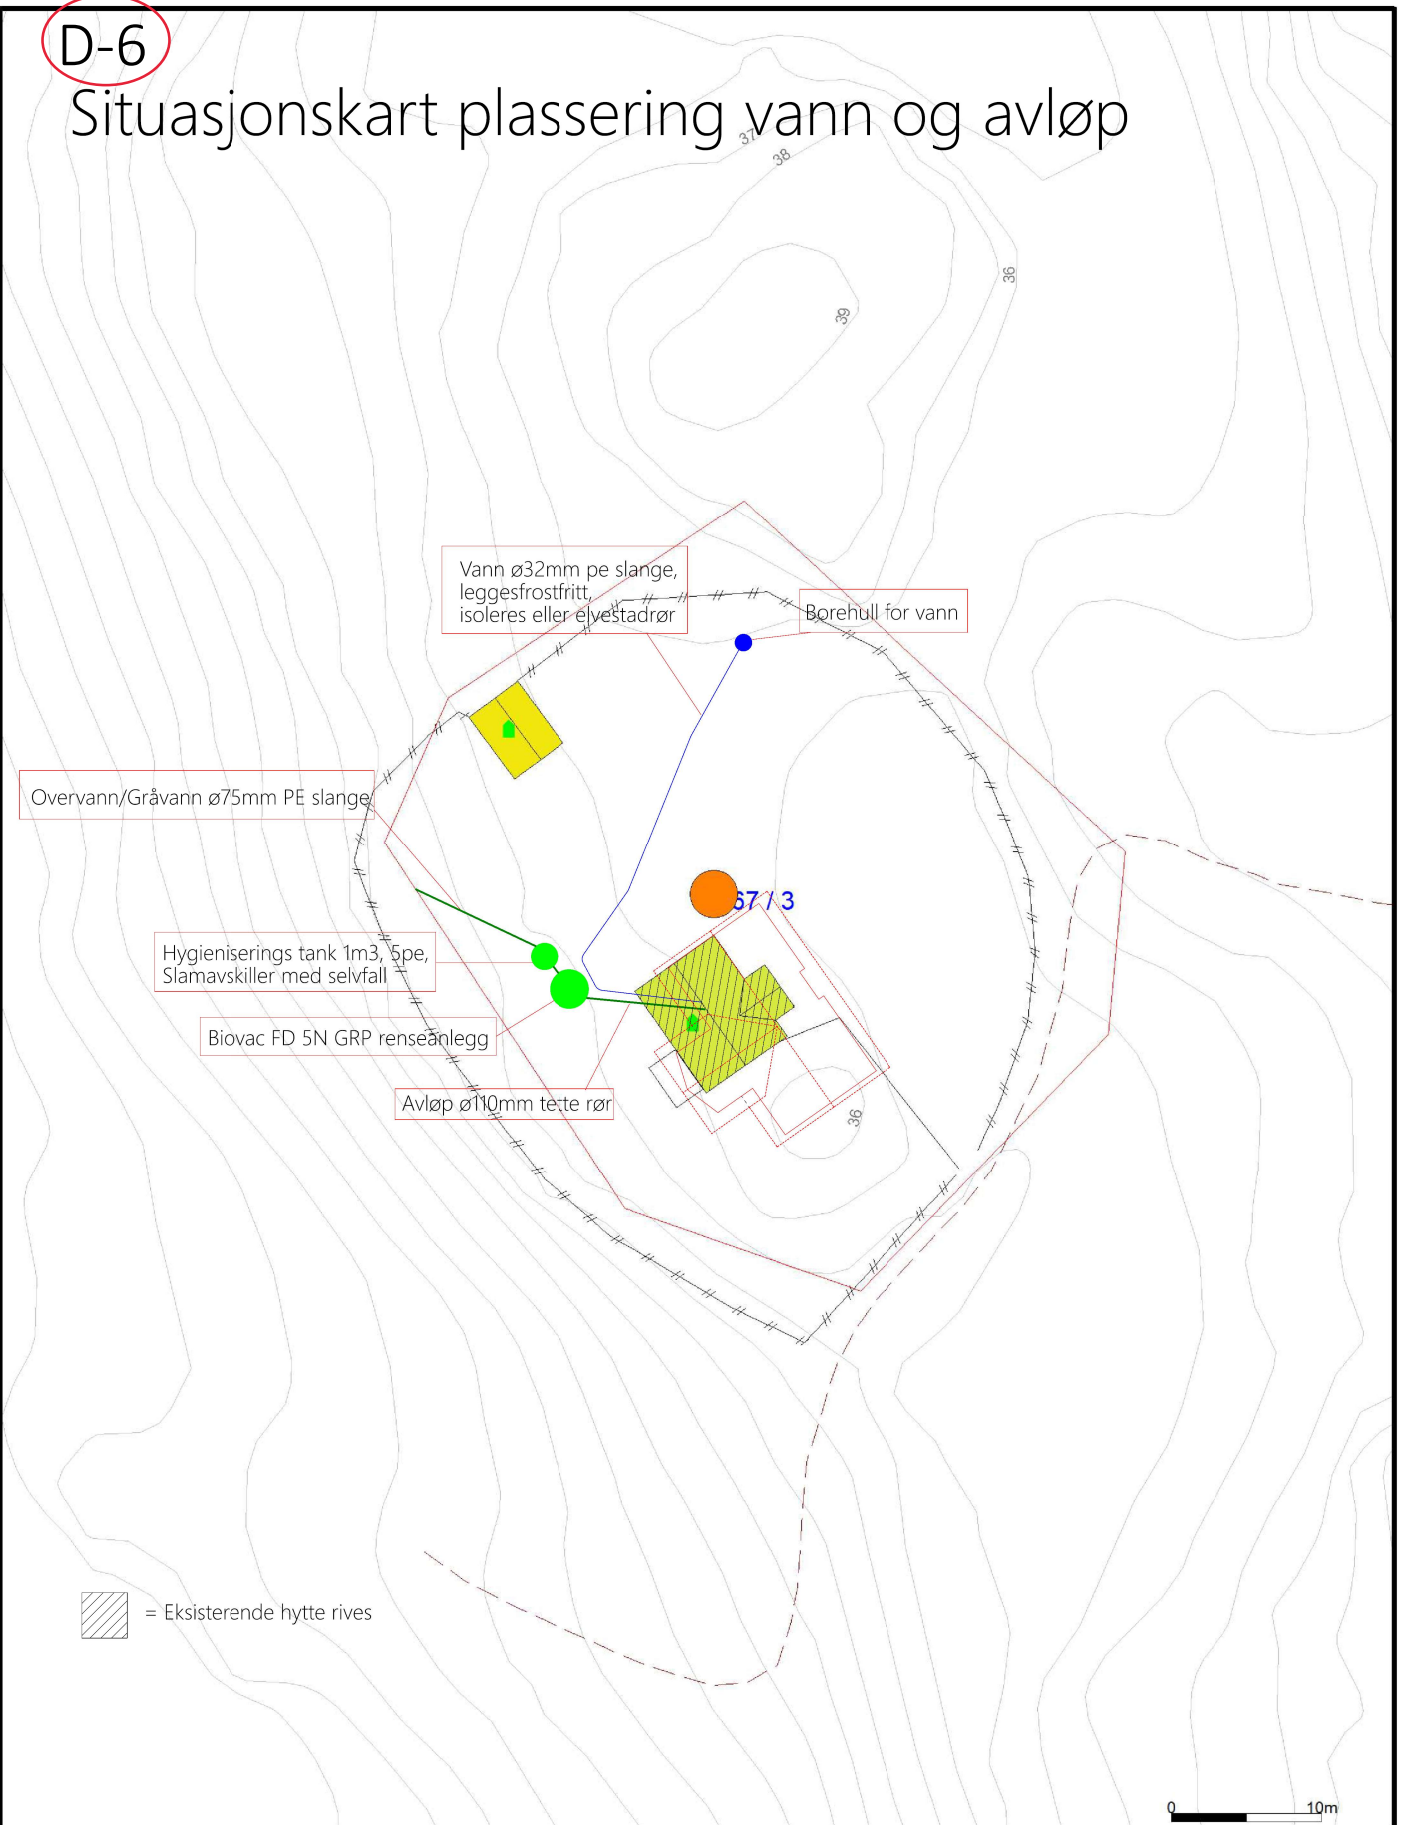 D-6
Situasjonskart plassering vann og avløp
37
38
36
39
Vann ø32mm pe slange,
leggesfrostfritt,
isoleres eller elvestadrør
Borehull for vann
Overvann/Gråvann ø75mm PE slange
67 / 3
Hygieniserings tank 1m3, 5pe,
Slamavskiller med selvfall
Biovac FD 5N GRP renseanlegg
Avløp ø110mm tette rør
36
= Eksisterende hytte rives
0 10m